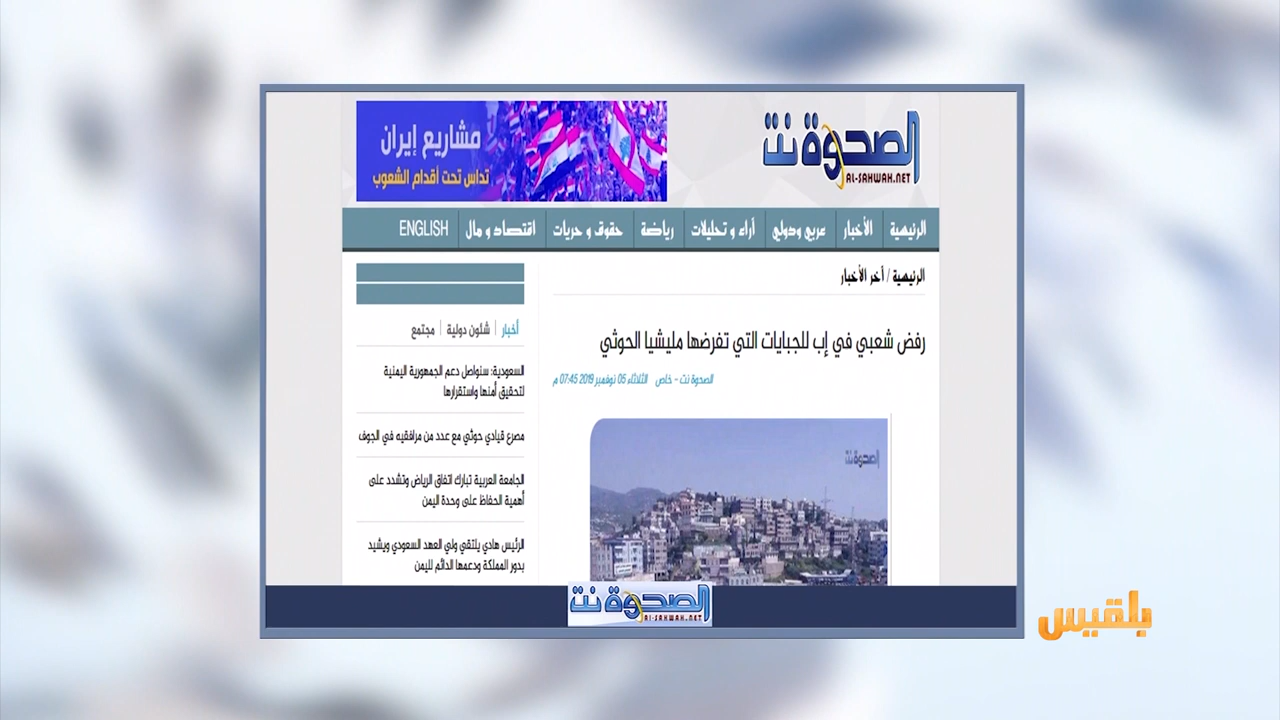 الصحوة نت
AL-SAHWAH.NET
مشاريع إيران
تداس تحت أقدام الشعوب
الرئيسية
الأخبار
عربي ودولي
أراء و تحليلات
رياضة
حقوق و حريات
اقتصاد و مال
ENGLISH
الرئيسية / أخر الأخبار
رفض شعبي في إب للجبايات التي تفرضها مليشيا الحوثي
الصحوة نت - خاص الثلاثاء 05 نوفمبر 2019 07:45 م
الصحوة نت
أخبار | شئون دولية | مجتمع
السعودية: سنواصل دعم الجمهورية اليمنية
لتحقيق أمنها واستقرارها
مصرع قيادي حوثي مع عدد من مرافقيه في الجوف
الجامعة العربية تبارك اتفاق الرياض وتشدد على
أهمية الحفاظ على وحدة اليمن
الرئيس هادي يلتقي ولي العهد السعودي ويشيد
بدور المملكة ودعمها الدائم لليمن
الصحوة نت
AL-SAHWAH.NET
بلقيس